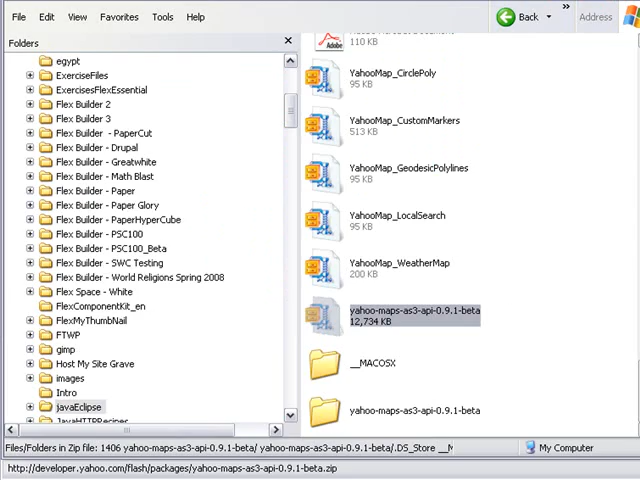 File Edit View Favorites Tools Help Back » Address
Folders
egypt
ExerciseFiles
ExercisesFlexEssential
Flex Builder 2
Flex Builder 3
Flex Builder - PaperCut
Flex Builder - Drupal
Flex Builder - Greatwhite
Flex Builder - Math Blast
Flex Builder - Paper
Flex Builder - Glory
Flex Builder - PaperHyperCube
Flex Builder - PSC100
Flex Builder - PSC100_Beta
Flex Builder - SWC Testing
Flex Builder - World Religions Spring 2008
Flex Space - White
FlexComponentKit_en
FlexMyThumbNail
FTWP
gimp
Host My Site Grave
images
Intro
javaEclipse
JavaHTTPRecipes
Adobe
110 KB
YahooMap_CirclePoly
95 KB
YahooMap_CustomMarkers
513 KB
YahooMap_GeodesicPolylines
95 KB
YahooMap_LocalSearch
95 KB
YahooMap_WeatherMap
200 KB
yahoo-maps-as3-api-0.9.1-beta
12,734 KB
__MACOSX
yahoo-maps-as3-api-0.9.1-beta
Files/Folders in Zip file: 1406 yahoo-maps-as3-api-0.9.1-beta/ yahoo-maps-as3-api-0.9.1-beta/.DS_Store __M My Computer
http://developer.yahoo.com/flash/packages/yahoo-maps-as3-api-0.9.1-beta.zip